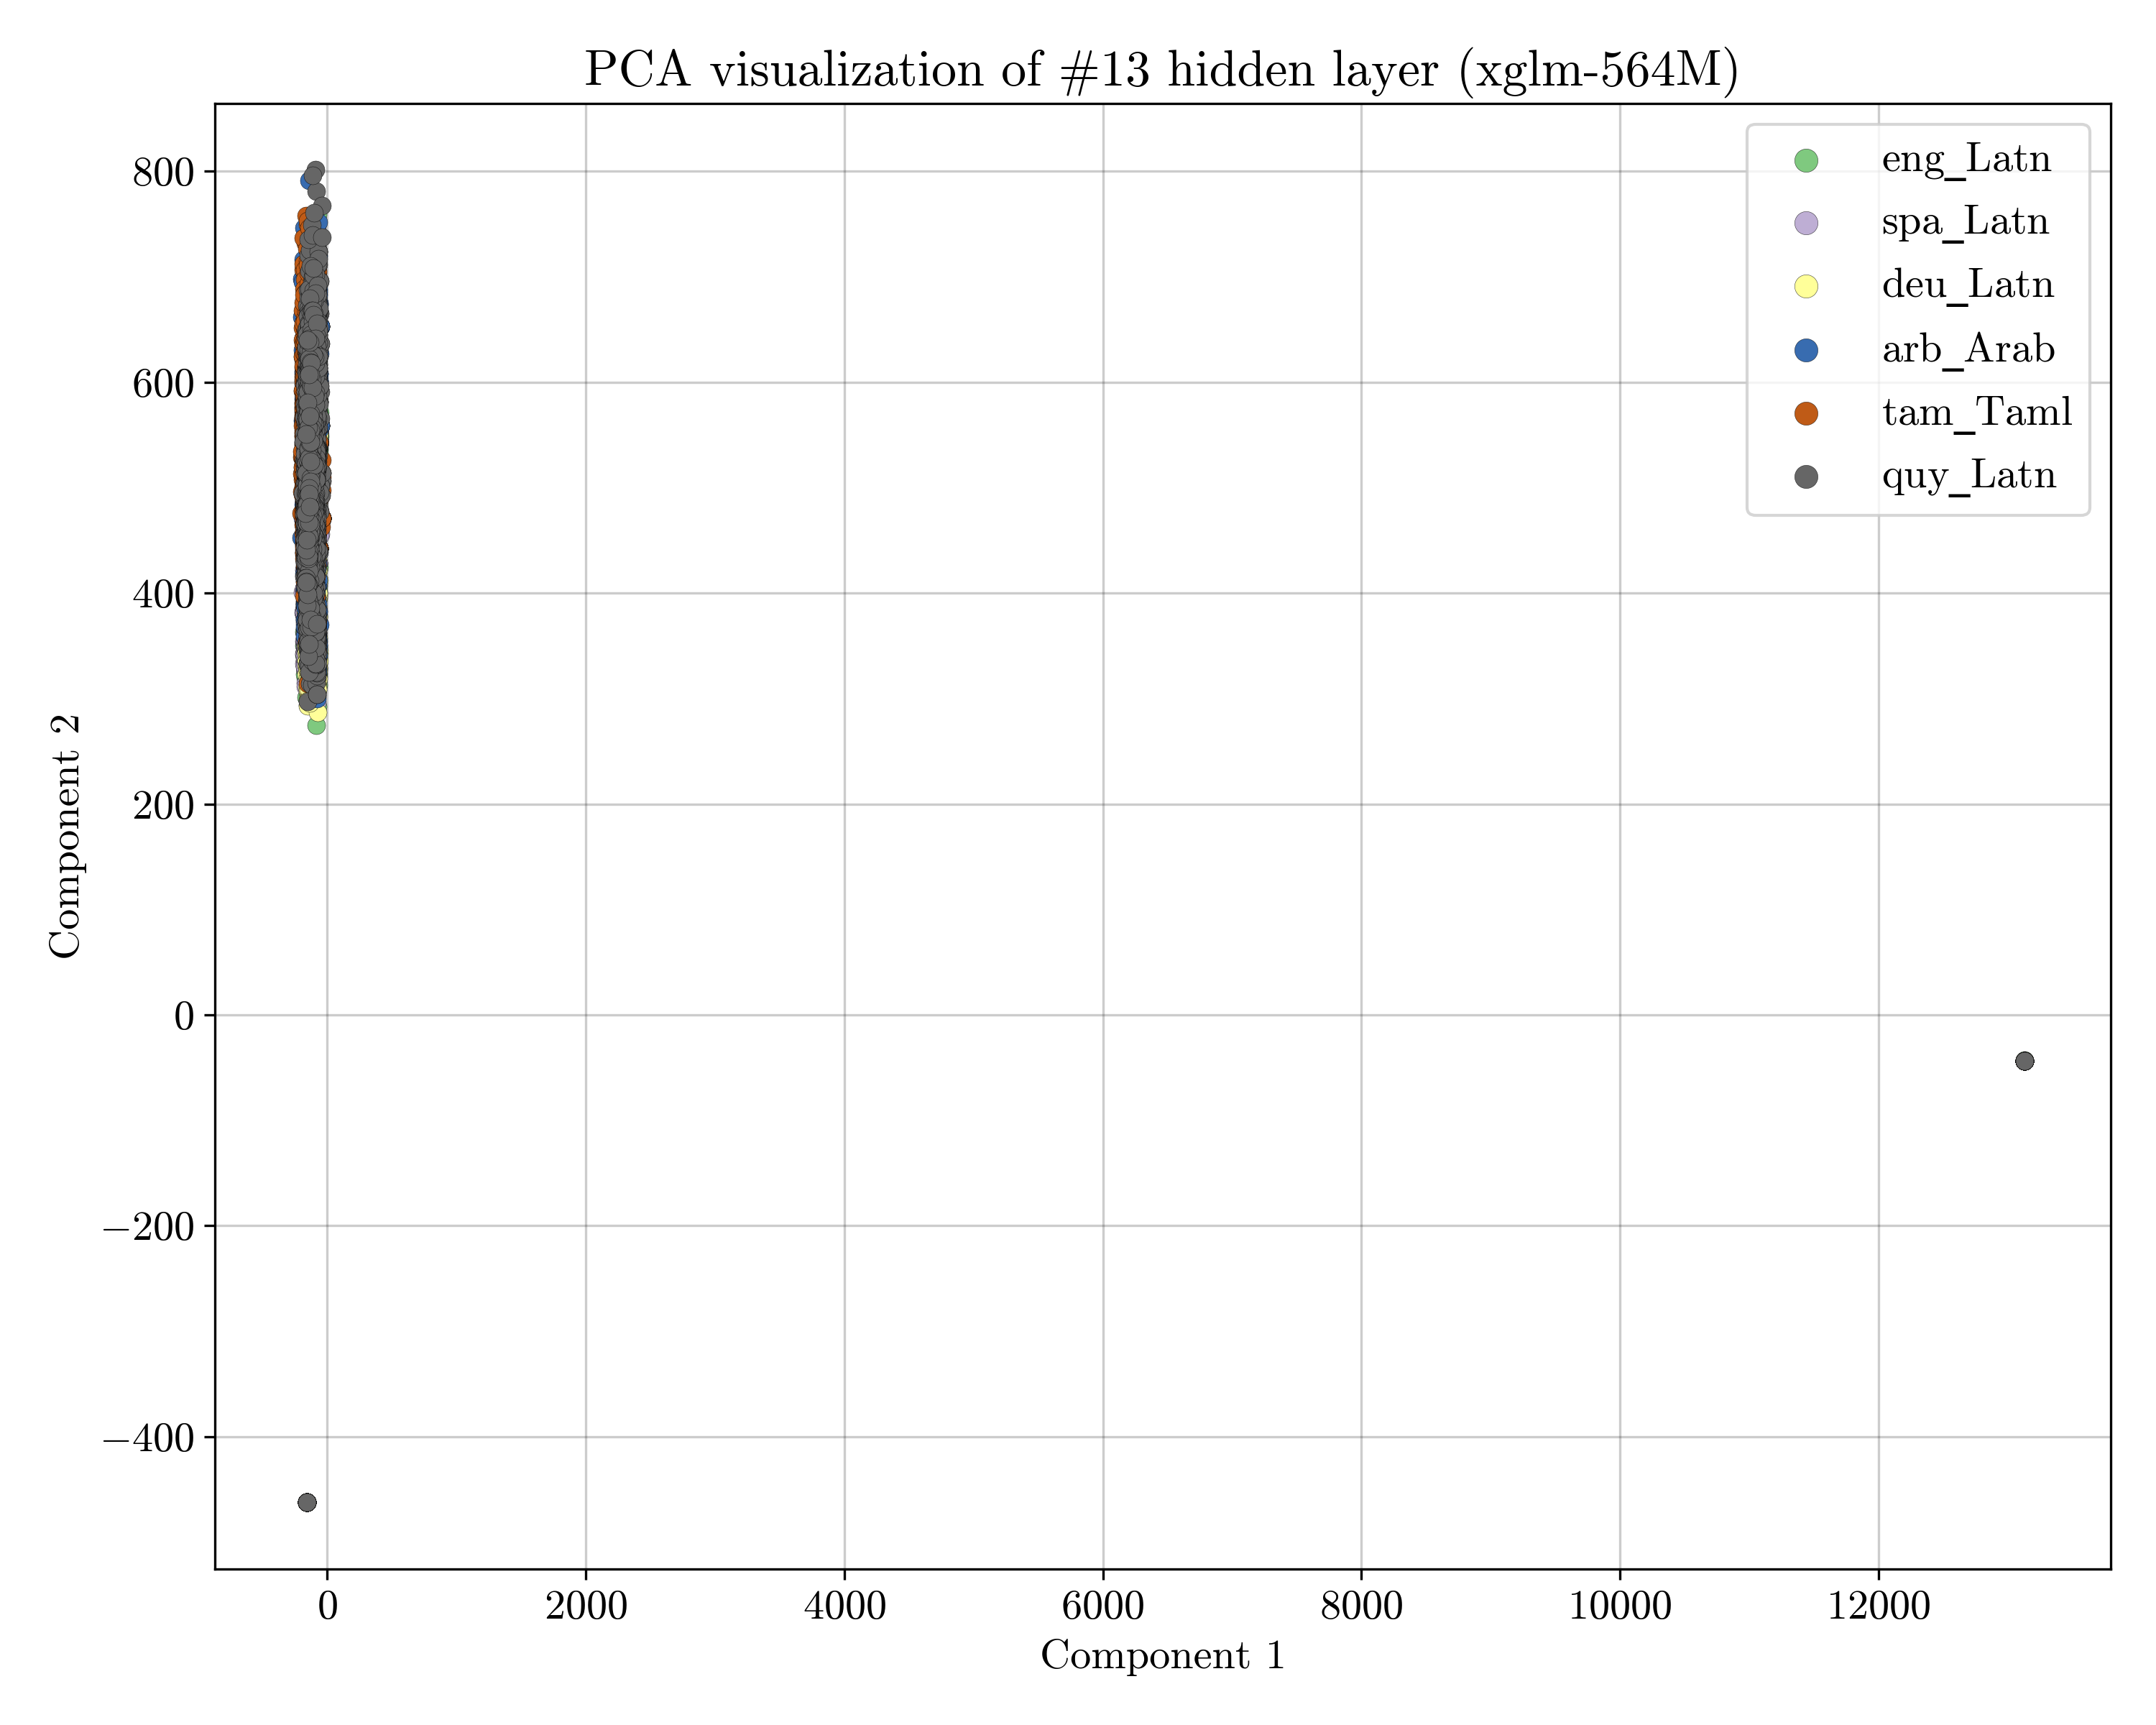 PCA visualization of #13 hidden layer (xglm-564M)
eng_Latn
spa_Latn
deu_Latn
arb_Arab
tam_Taml
quy_Latn
800
600
400
200
0
−200
−400
Component 2
0 2000 4000 6000 8000 10000 12000
Component 1